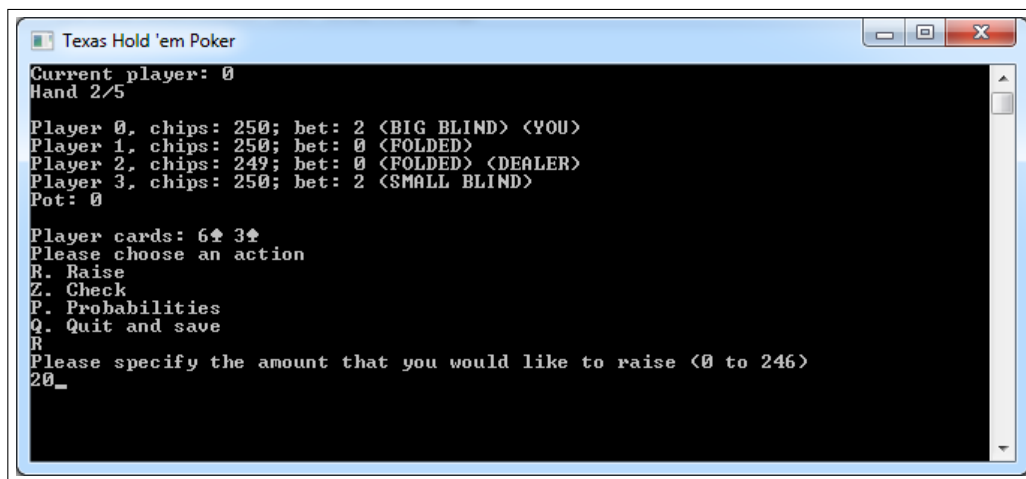 Texas Hold 'em Poker
Current player: 0
Hand 2/5
Player 0, chips: 250; bet: 2 (BIG BLIND) (YOU)
Player 1, chips: 250; bet: 0 (FOLDED)
Player 2, chips: 249; bet: 0 (FOLDED) (DEALER)
Player 3, chips: 250; bet: 2 (SMALL BLIND)
Pot: 0
Player cards: 6♠ 3♠
Please choose an action
R. Raise
Z. Check
P. Probabilities
Q. Quit and save
R
Please specify the amount that you would like to raise (0 to 246)
20_